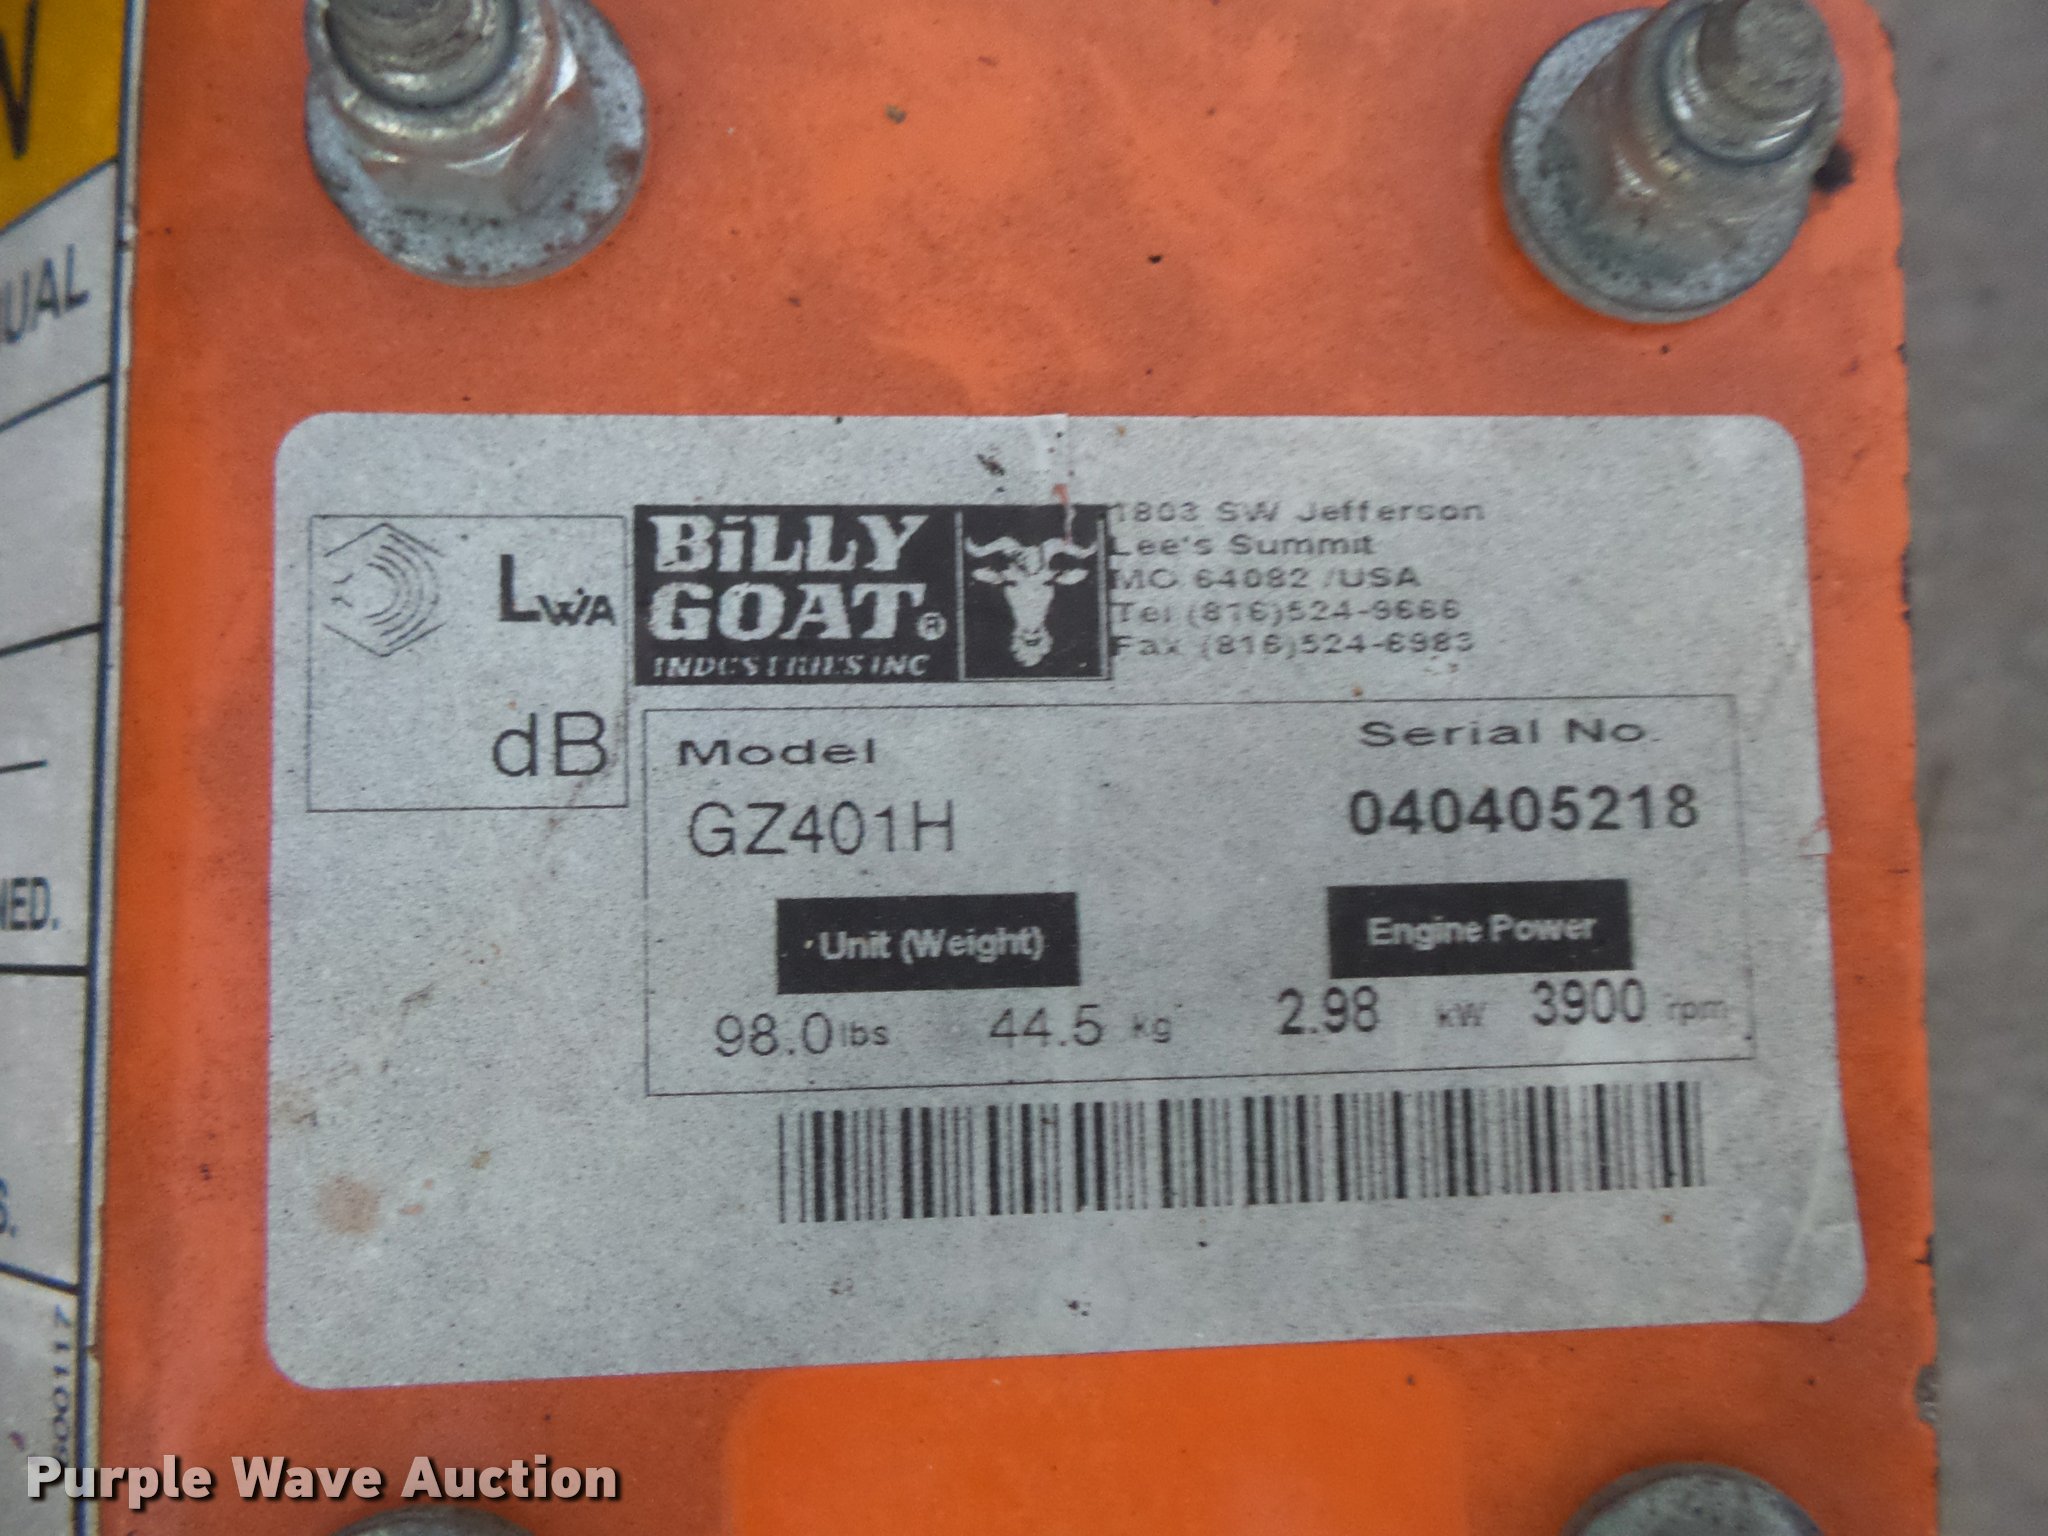 UAL
NED.
S.
LWA
dB
BiLLY
GOAT®
INDUSTRIES INC
1803 SW Jefferson
Lee's Summit
MO 64082 /USA
Tel (816)524-9666
Fax (816)524-6983
Model
Serial No.
GZ401H
040405218
Unit (Weight)
Engine Power
98.0 lbs 44.5 kg 2.98 kW 3900 rpm
Purple Wave Auction